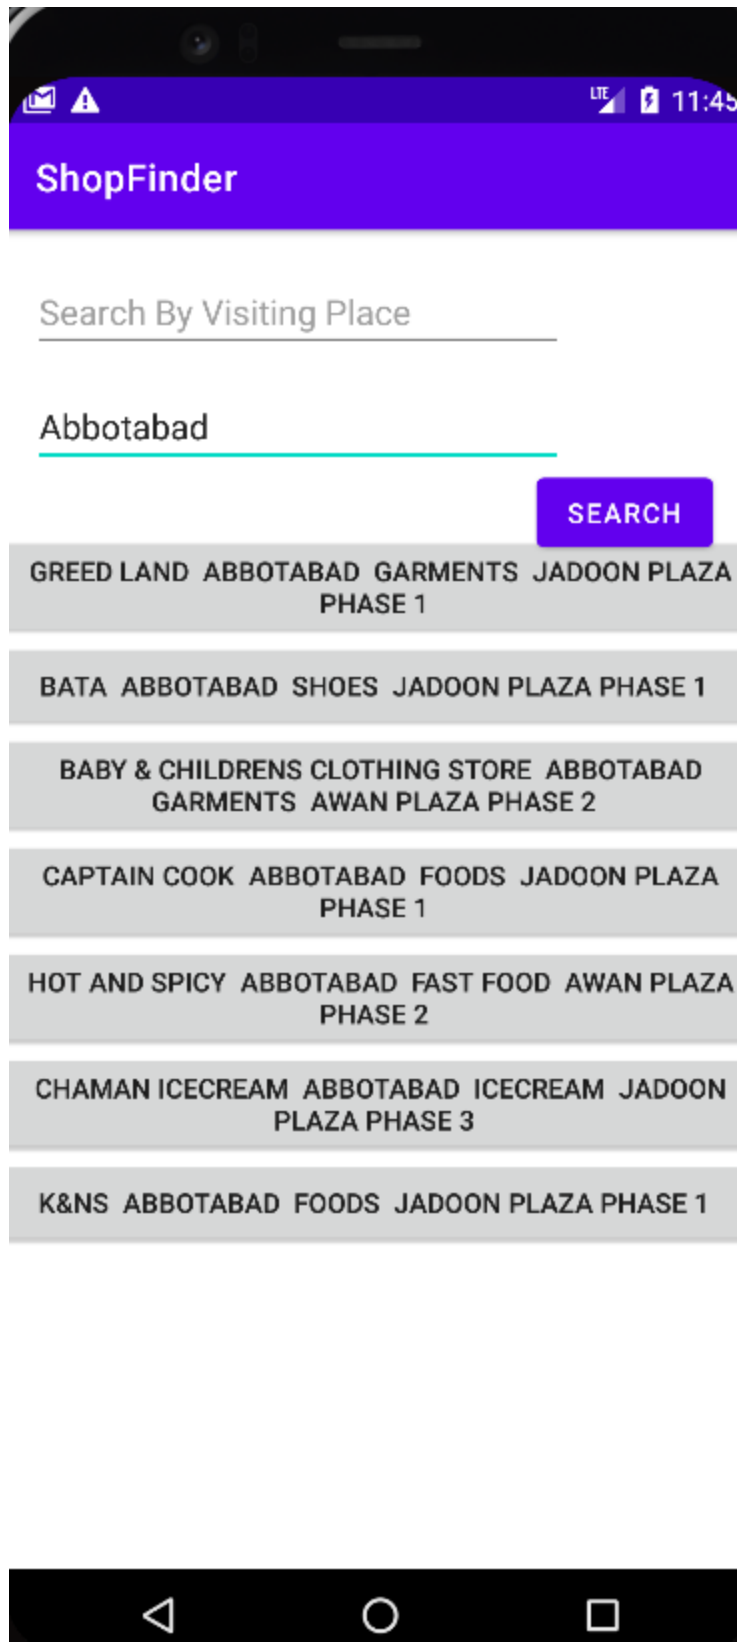 LTE 11:45
ShopFinder
Search By Visiting Place
Abbotabad
SEARCH
GREED LAND  ABBOTABAD  GARMENTS  JADOON PLAZA
PHASE 1
BATA  ABBOTABAD  SHOES  JADOON PLAZA PHASE 1
BABY & CHILDRENS CLOTHING STORE  ABBOTABAD
GARMENTS  AWAN PLAZA PHASE 2
CAPTAIN COOK  ABBOTABAD  FOODS  JADOON PLAZA
PHASE 1
HOT AND SPICY  ABBOTABAD  FAST FOOD  AWAN PLAZA
PHASE 2
CHAMAN ICECREAM  ABBOTABAD  ICECREAM  JADOON
PLAZA PHASE 3
K&NS  ABBOTABAD  FOODS  JADOON PLAZA PHASE 1